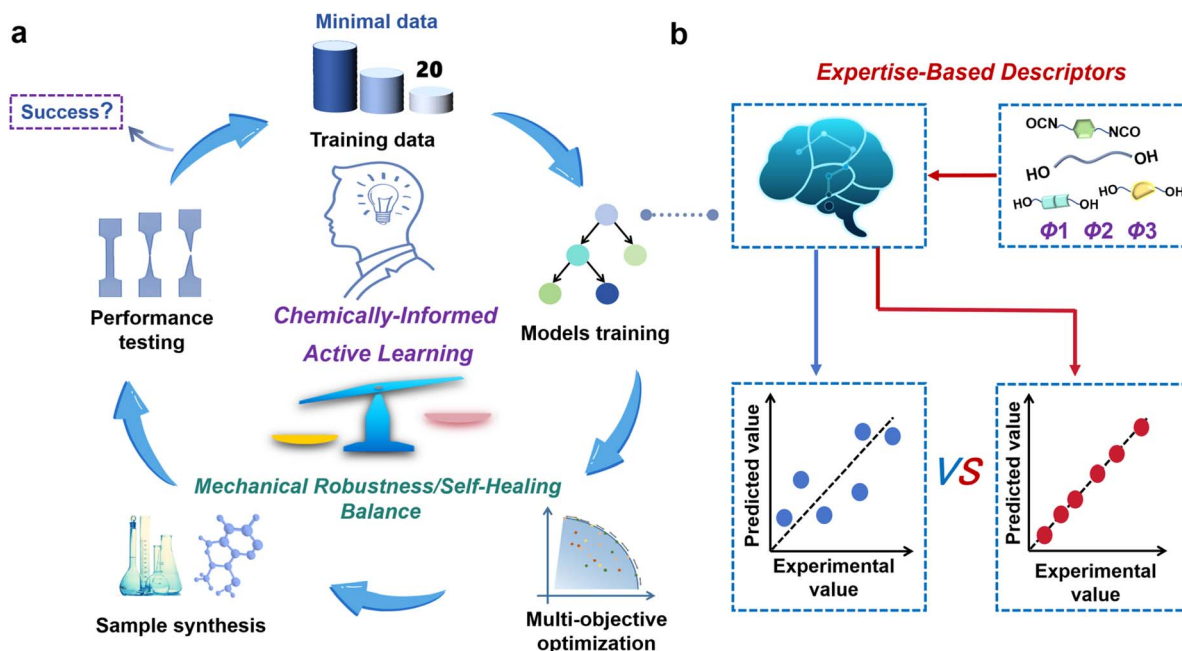 a
Minimal data
20
Training data
Success?
Performance
testing
Chemically-Informed
Active Learning
Models training
Mechanical Robustness/Self-Healing
Balance
Sample synthesis
Multi-objective
optimization
b
Expertise-Based Descriptors
OCN
NCO
HO
OH
HO
OH
HO
OH
Φ1 Φ2 Φ3
Predicted value
Experimental
value
VS
Predicted value
Experimental
value